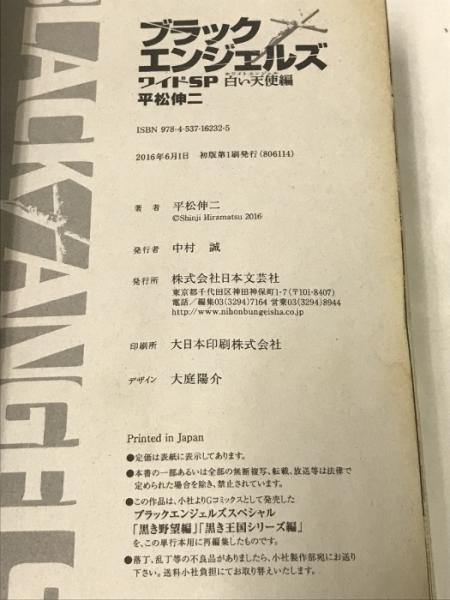 BLACK ANGELS
ブラック
エンジェルズ
ホワイトエンジェル
ワイドSP 白い天使編
平松伸二
ISBN 978-4-537-16232-5
2016年6月1日 初版第1刷発行(806114)
著者 平松伸二
©Shinji Hiramatsu 2016
発行者 中村 誠
発行所 株式会社日本文芸社
東京都千代田区神田神保町1-7(〒101-8407)
電話/編集03(3294)7164 営業03(3294)8944
http://www.nihonbungeisha.co.jp
印刷所 大日本印刷株式会社
デザイン 大庭陽介
Printed in Japan
●定価は表紙に表示してあります。
●本書の一部あるいは全部の無断複写、転載、放送等は法律で
定められた場合を除き、禁止されています。
●この作品は、小社よりGコミックスとして発売した
ブラックエンジェルズスペシャル
「黒き野望編」「黒き王国シリーズ編」
を、この単行本用に再編集したものです。
●落丁、乱丁等の不良品がありましたら、小社製作部宛にお送り
下さい。送料小社負担にてお取り替えいたします。